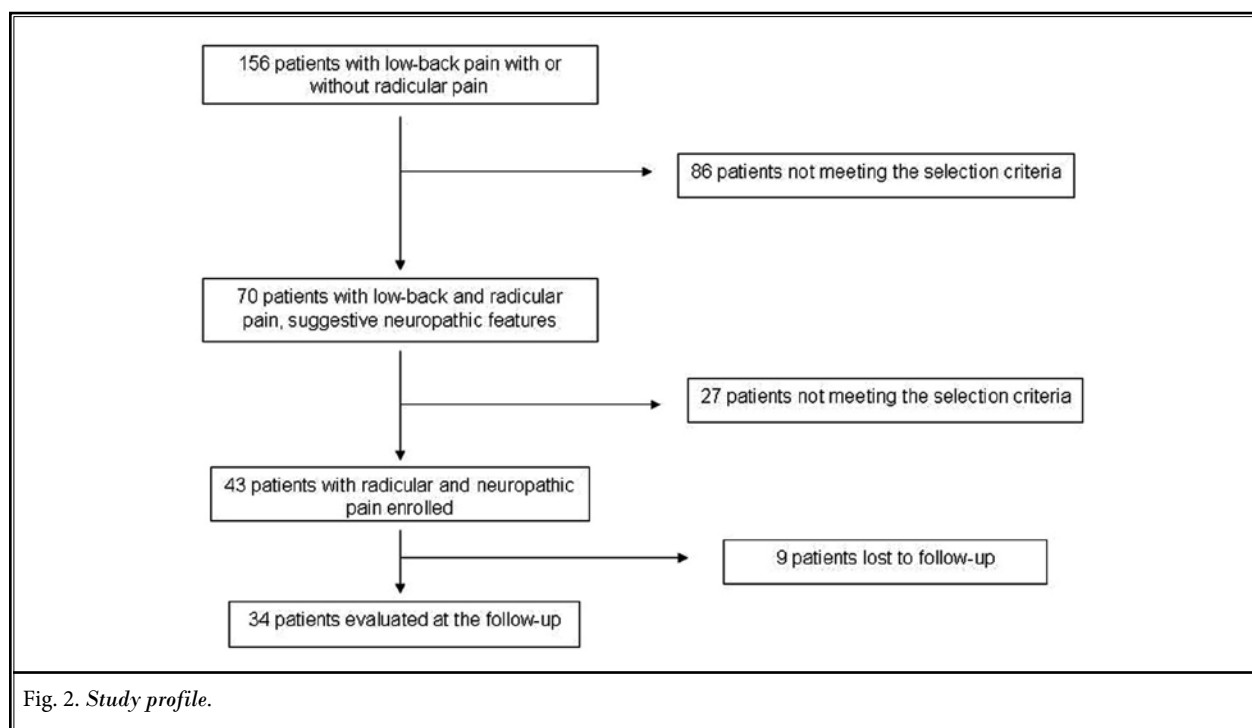 156 patients with low-back pain with or
without radicular pain
86 patients not meeting the selection criteria
70 patients with low-back and radicular
pain, suggestive neuropathic features
27 patients not meeting the selection criteria
43 patients with radicular and neuropathic
pain enrolled
9 patients lost to follow-up
34 patients evaluated at the follow-up
Fig. 2. Study profile.